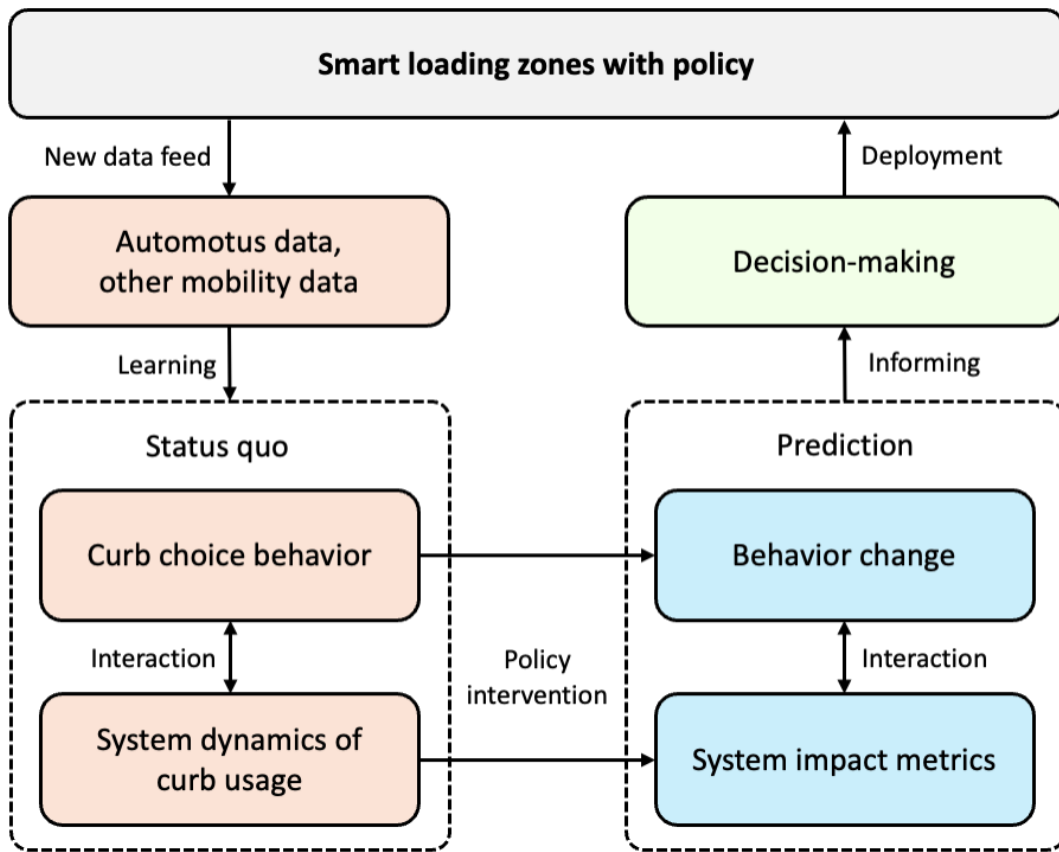 Smart loading zones with policy
New data feed
Deployment
Automotus data,
other mobility data
Decision-making
Learning
Informing
Status quo
Prediction
Curb choice behavior
Behavior change
Interaction
Policy
intervention
Interaction
System dynamics of
curb usage
System impact metrics